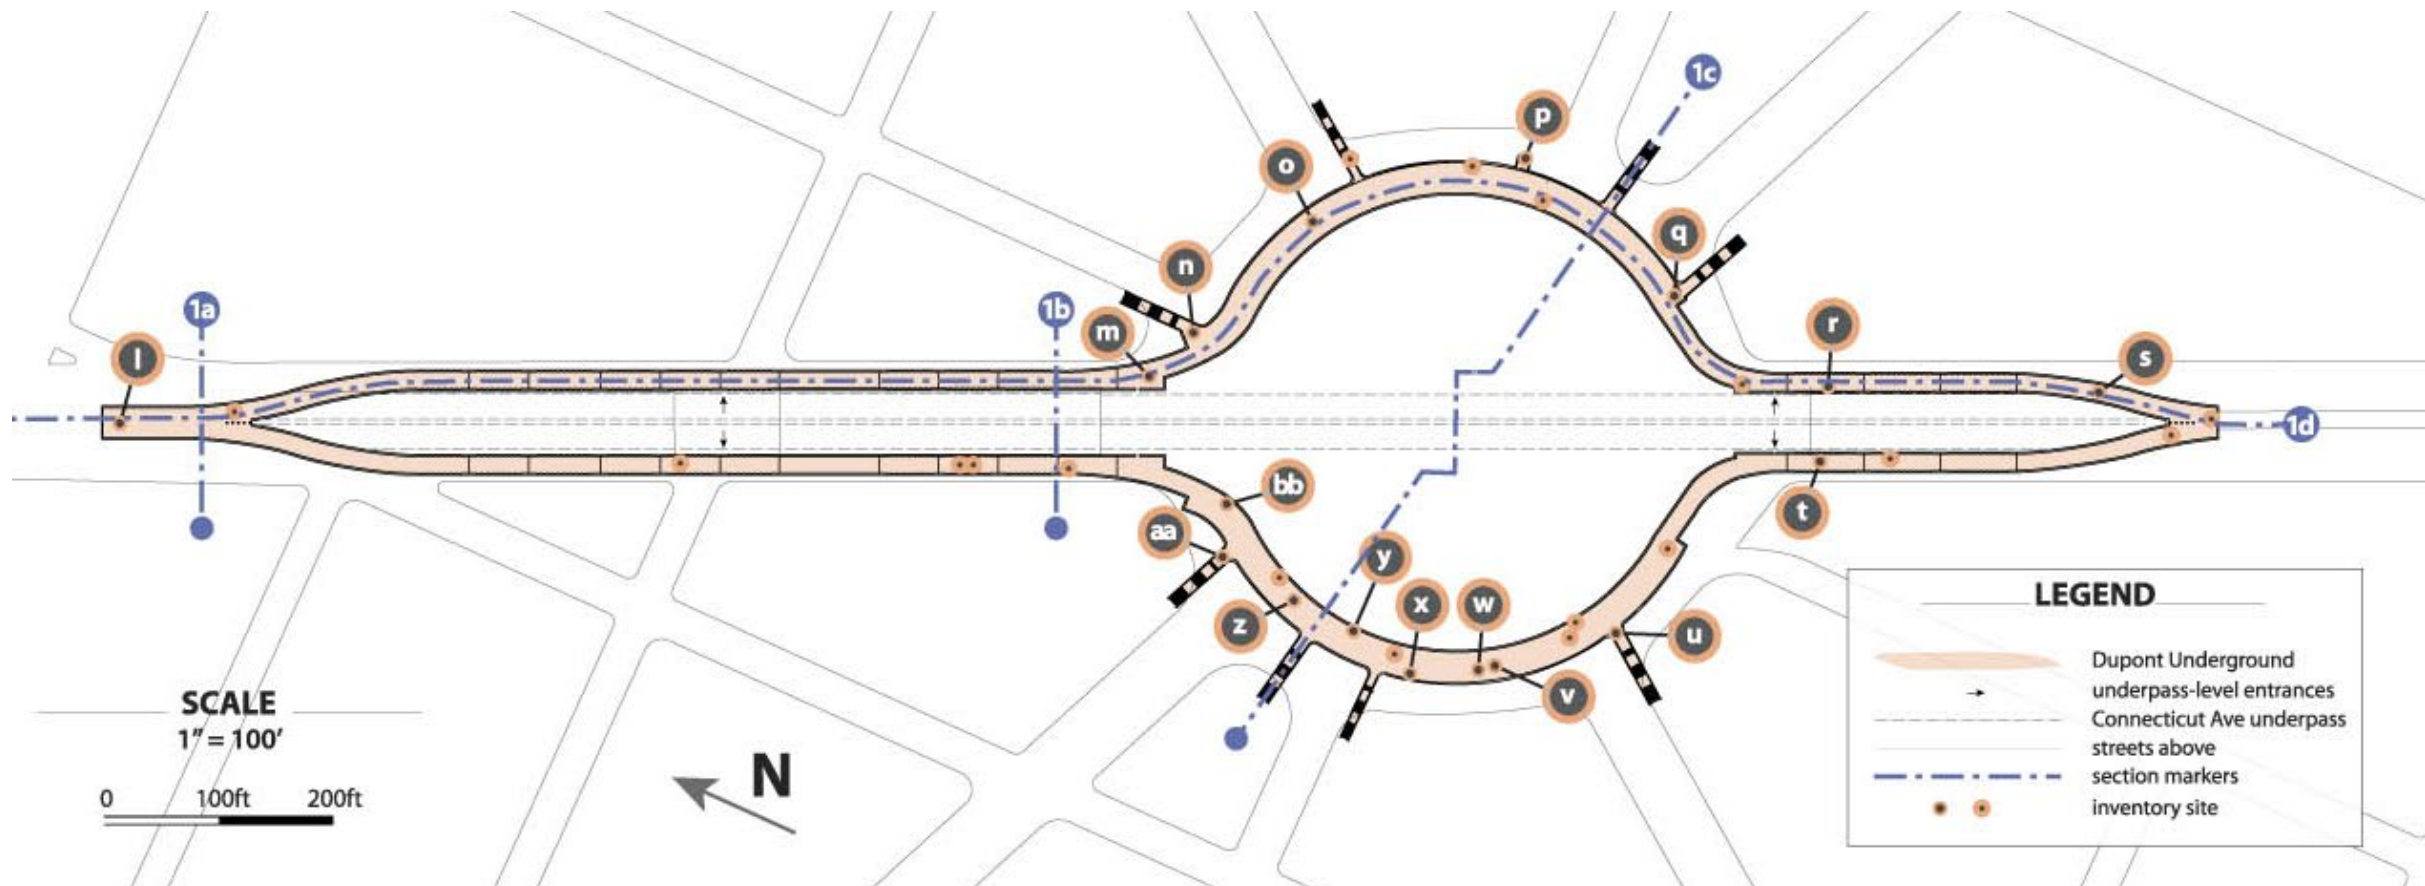 1c
p
o
q
n
1a
1b
m
r
l
s
1d
bb
t
aa
y
x
w
z
u
v
LEGEND
Dupont Underground
underpass-level entrances
Connecticut Ave underpass
streets above
section markers
inventory site
SCALE
1" = 100'
0 100ft 200ft
N